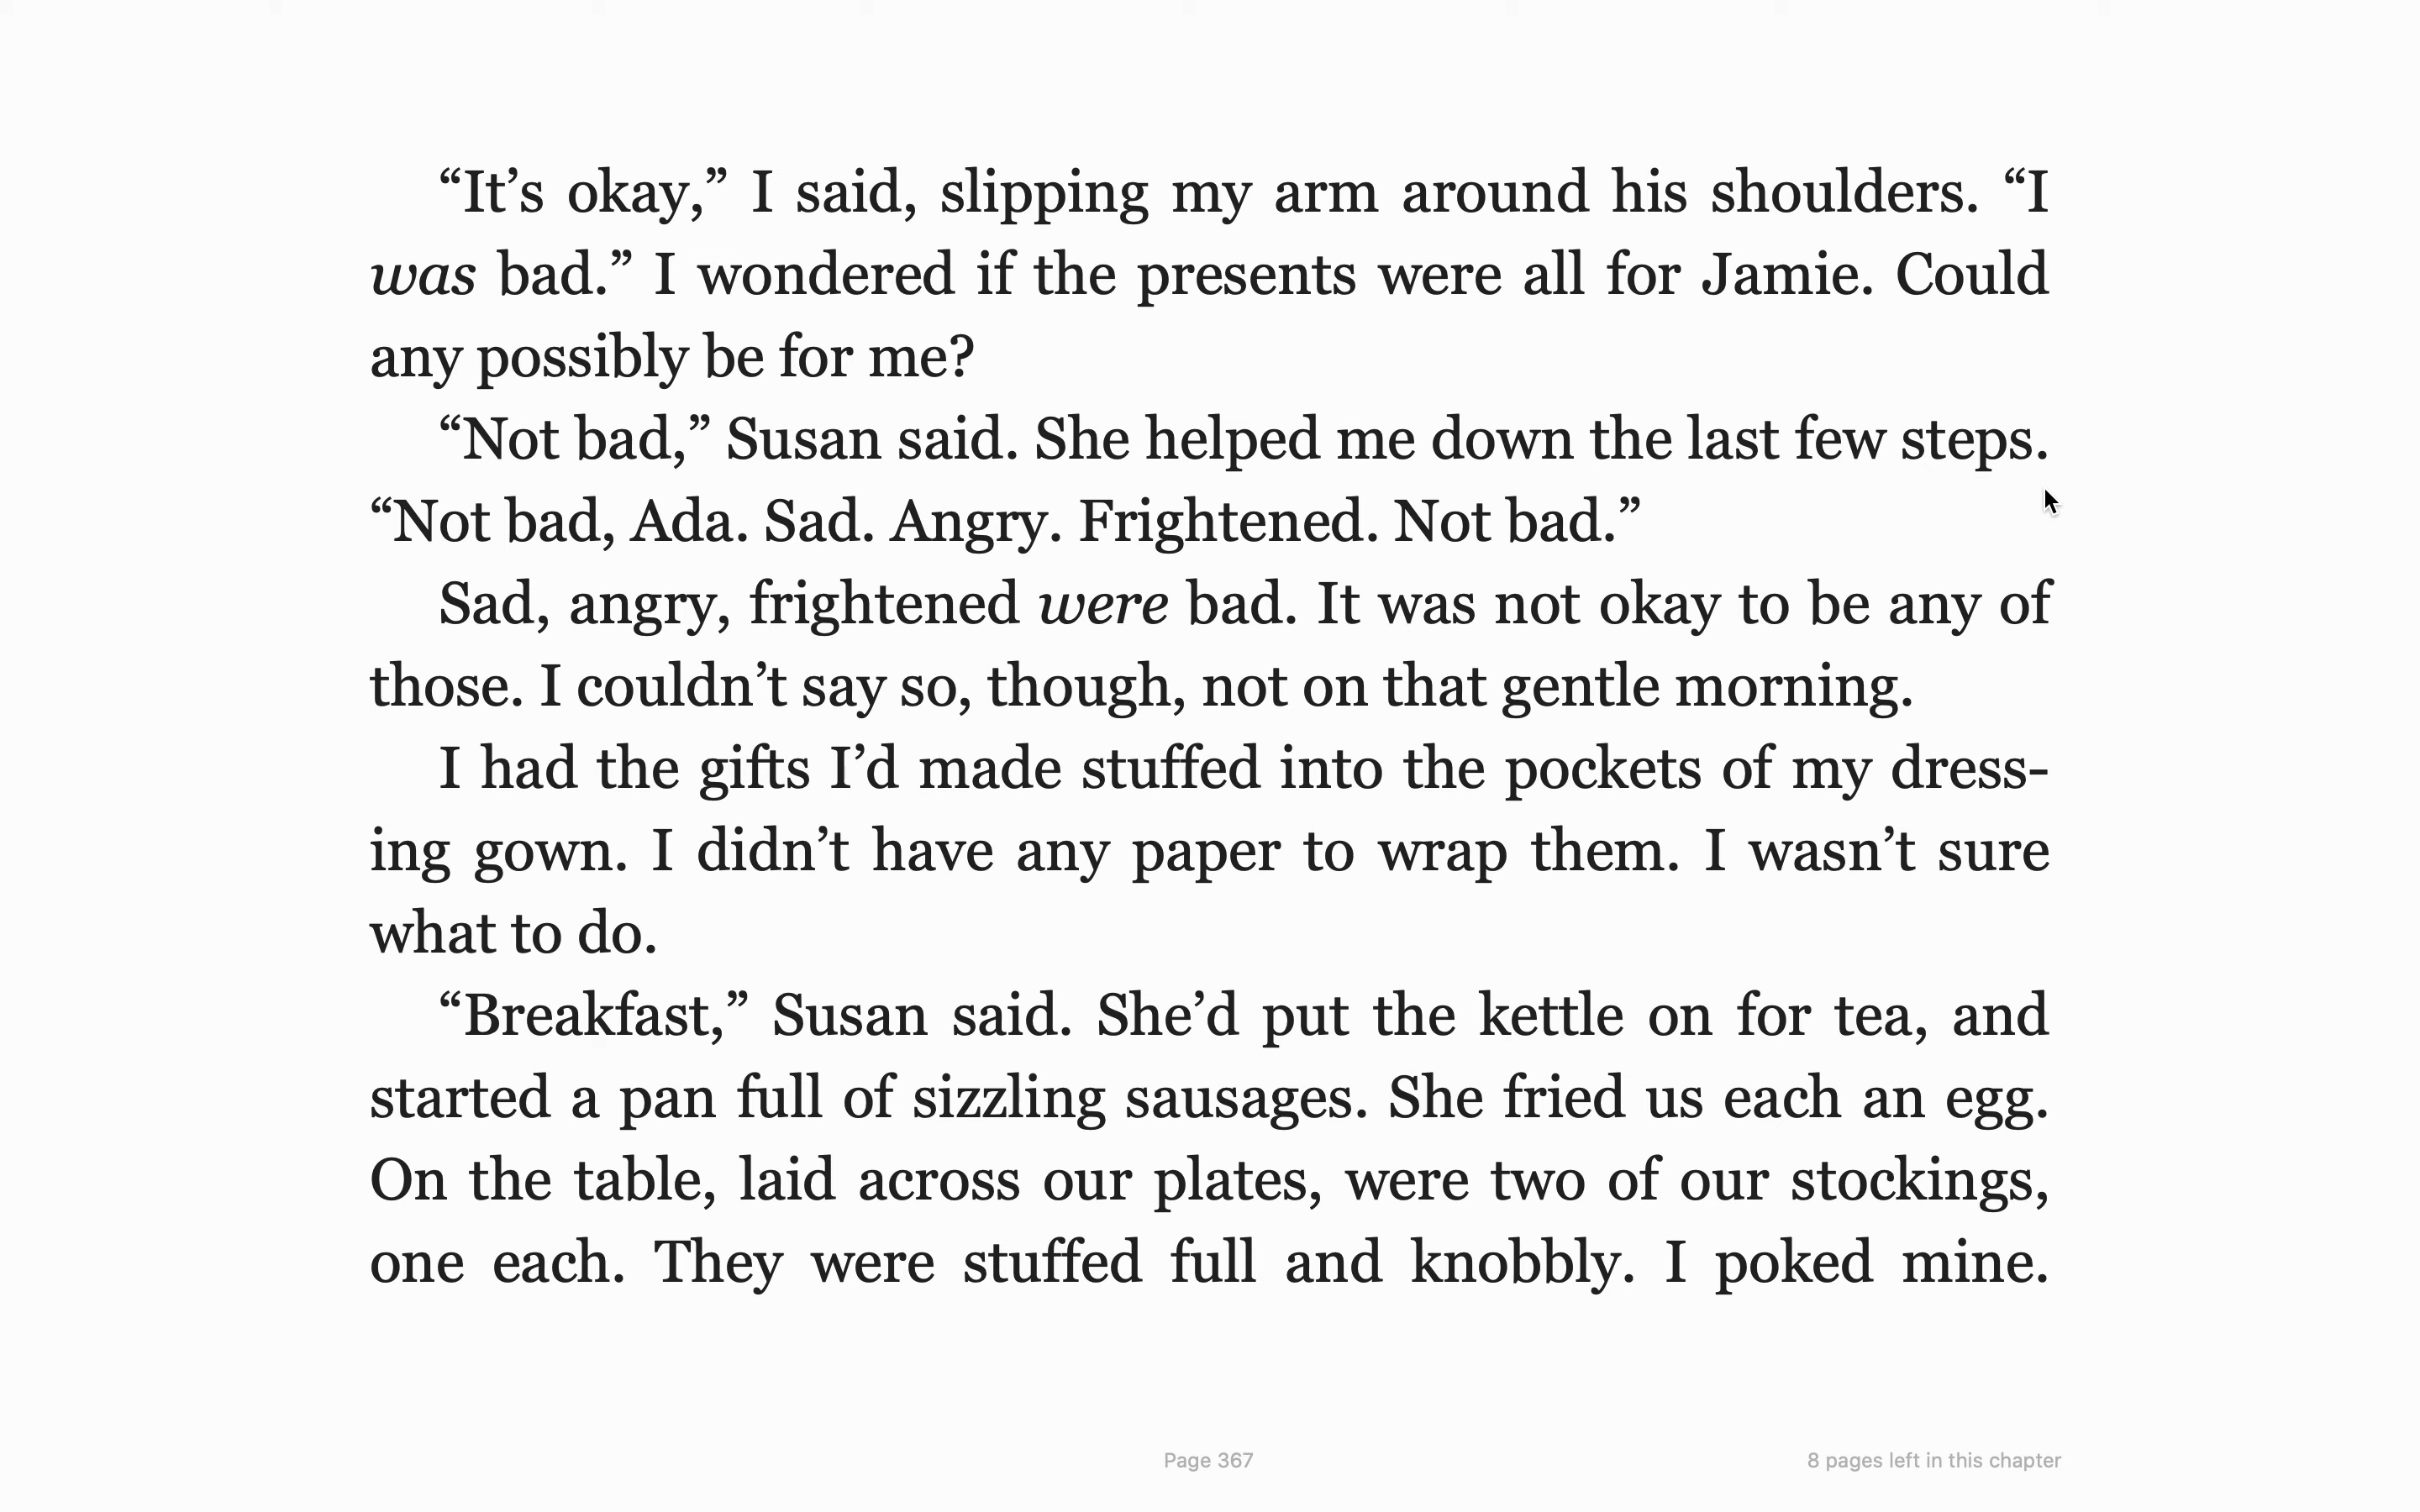 “It’s okay,” I said, slipping my arm around his shoulders. “I
was bad.” I wondered if the presents were all for Jamie. Could
any possibly be for me?
“Not bad,” Susan said. She helped me down the last few steps.
“Not bad, Ada. Sad. Angry. Frightened. Not bad.”
Sad, angry, frightened were bad. It was not okay to be any of
those. I couldn’t say so, though, not on that gentle morning.
I had the gifts I’d made stuffed into the pockets of my dress-
ing gown. I didn’t have any paper to wrap them. I wasn’t sure
what to do.
“Breakfast,” Susan said. She’d put the kettle on for tea, and
started a pan full of sizzling sausages. She fried us each an egg.
On the table, laid across our plates, were two of our stockings,
one each. They were stuffed full and knobbly. I poked mine.
Page 367
8 pages left in this chapter